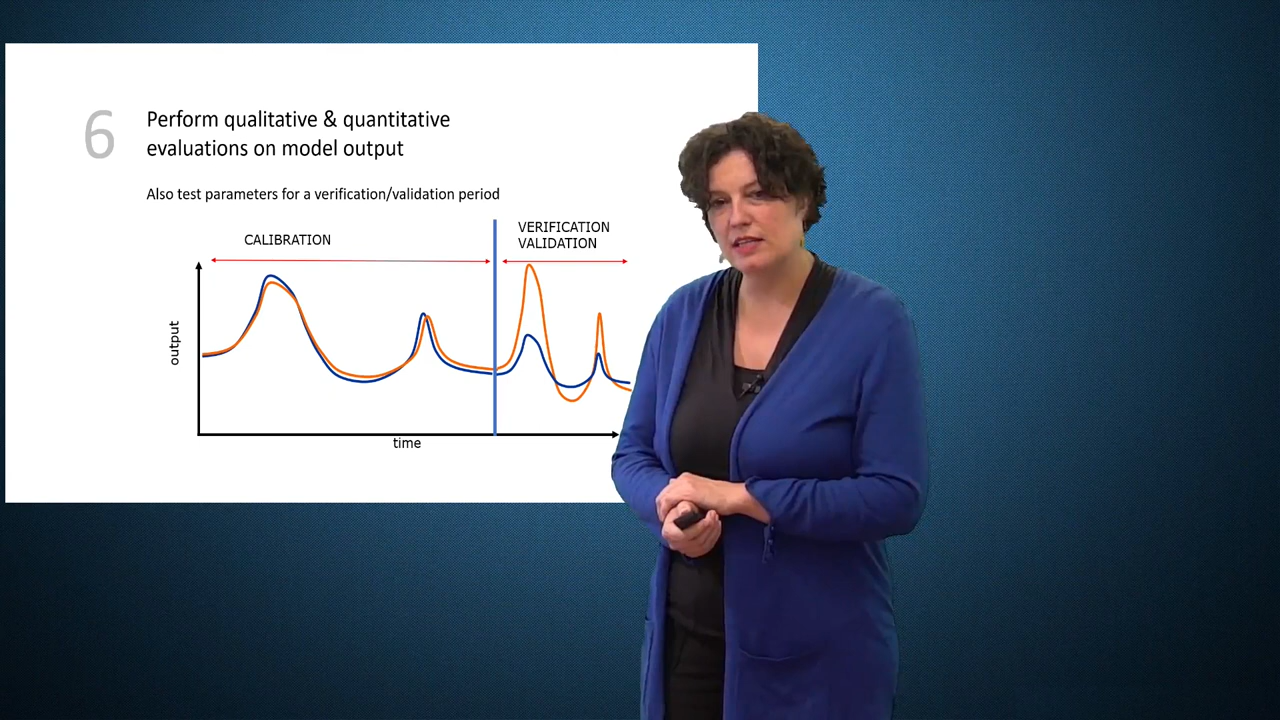 6
Perform qualitative & quantitative
evaluations on model output
Also test parameters for a verification/validation period
CALIBRATION
VERIFICATION
VALIDATION
output
time